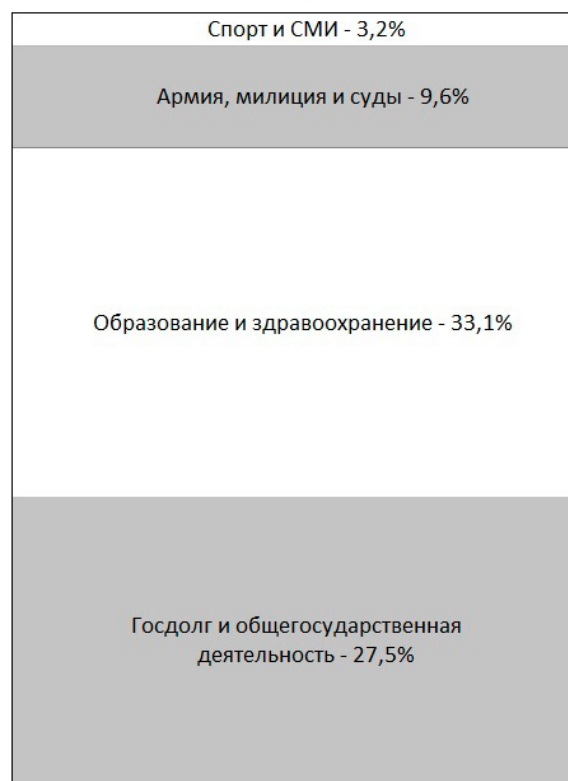 Спорт и СМИ - 3,2%
Армия, милиция и суды - 9,6%
Образование и здравоохранение - 33,1%
Госдолг и общегосударственная
деятельность - 27,5%